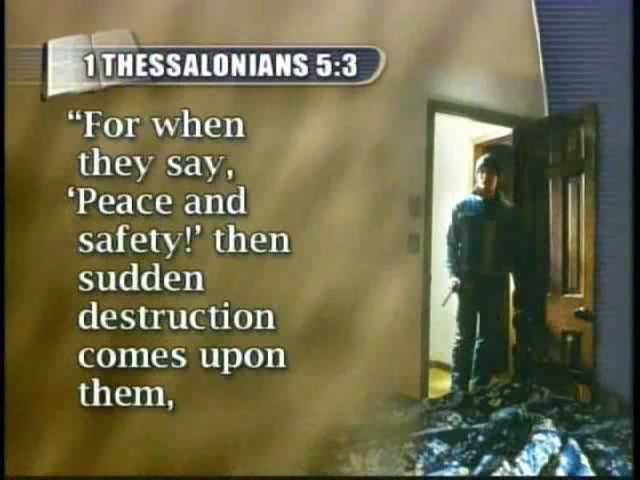 1 THESSALONIANS 5:3
“For when
they say,
‘Peace and
safety!’ then
sudden
destruction
comes upon
them,